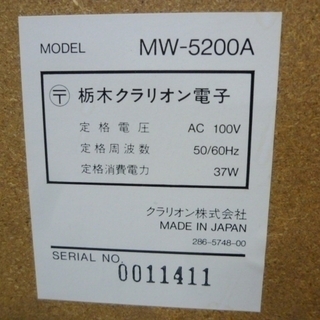 MODEL MW-5200A
〶 栃木クラリオン電子
定格電圧 AC 100V
定格周波数 50/60Hz
定格消費電力 37W
クラリオン株式会社
MADE IN JAPAN
286-5748-00
SERIAL NO. 0011411